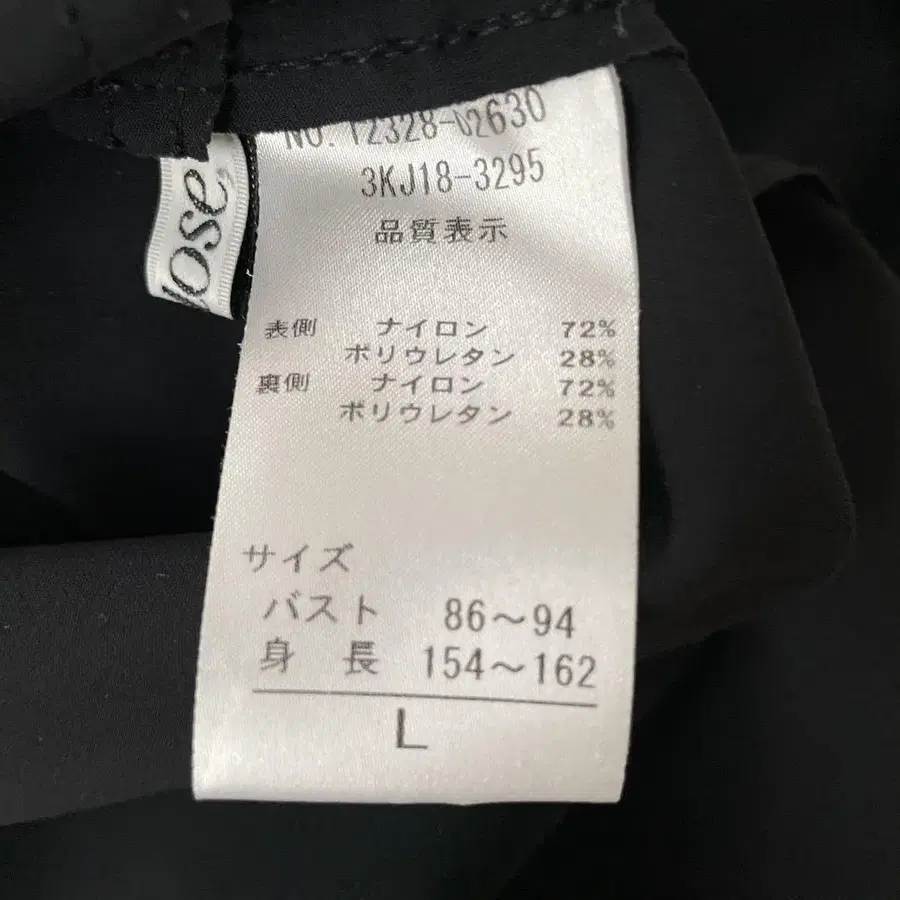 NO. 12328-02630
3KJ18-3295
品質表示
表側 ナイロン 72%
ポリウレタン 28%
裏側 ナイロン 72%
ポリウレタン 28%
サイズ
バスト 86～94
身長 154～162
L